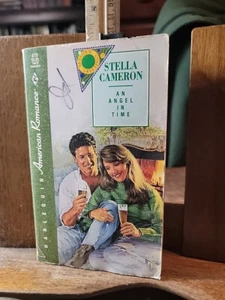 STELLA
CAMERON
AN
ANGEL
IN
TIME
HARLEQUIN American Romance